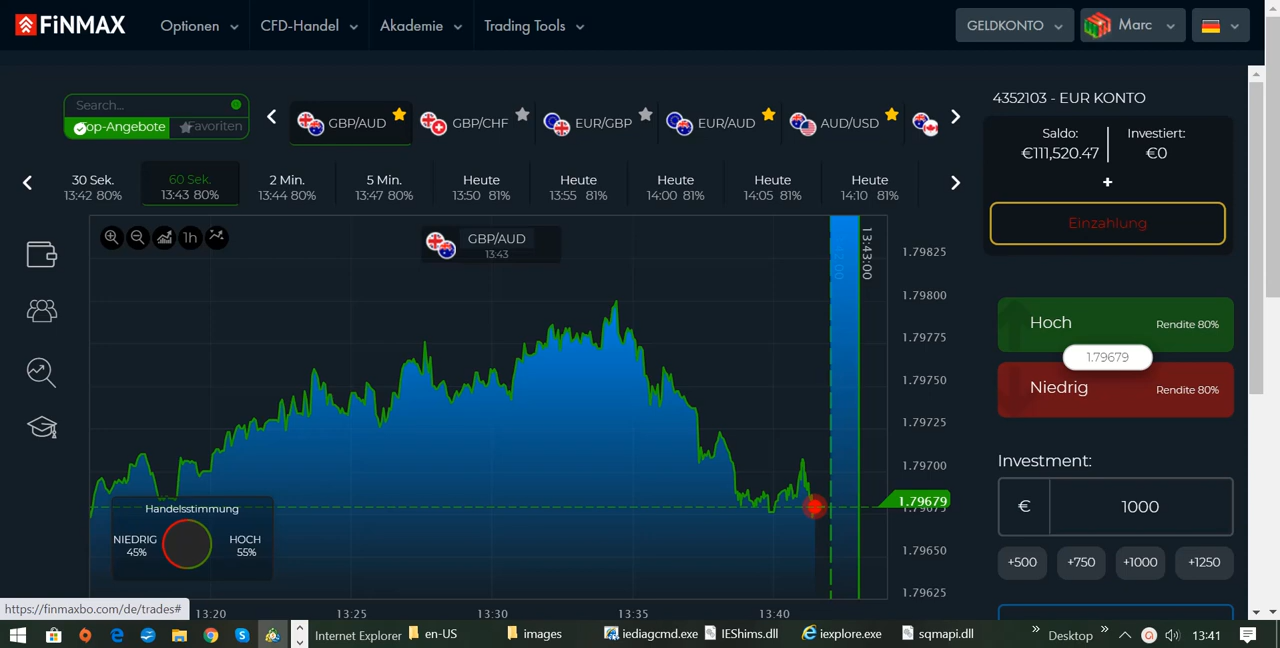 FiNMAX
Optionen
CFD-Handel
Akademie
Trading Tools
GELDKONTO
Marc
Search...
Top-Angebote
Favoriten
GBP/AUD
GBP/CHF
EUR/GBP
EUR/AUD
AUD/USD
30 Sek.
13:42 80%
60 Sek.
13:43 80%
2 Min.
13:44 80%
5 Min.
13:47 80%
Heute
13:50 81%
Heute
13:55 81%
Heute
14:00 81%
Heute
14:05 81%
Heute
14:10 81%
1h
GBP/AUD
13:43
13:43:00
1.79825
1.79800
1.79775
1.79750
1.79725
1.79700
1.79679
1.79675
1.79650
1.79625
Handelsstimmung
NIEDRIG
45%
HOCH
55%
13:20
13:25
13:30
13:35
13:40
4352103 - EUR KONTO
Saldo:
€111,520.47
Investiert:
€0
+
Einzahlung
Hoch
Rendite 80%
1.79679
Niedrig
Rendite 80%
Investment:
€
1000
+500
+750
+1000
+1250
https://finmaxbo.com/de/trades#
Internet Explorer
en-US
images
iediagcmd.exe
IEShims.dll
iexplore.exe
sqmapi.dll
»
Desktop
»
13:41